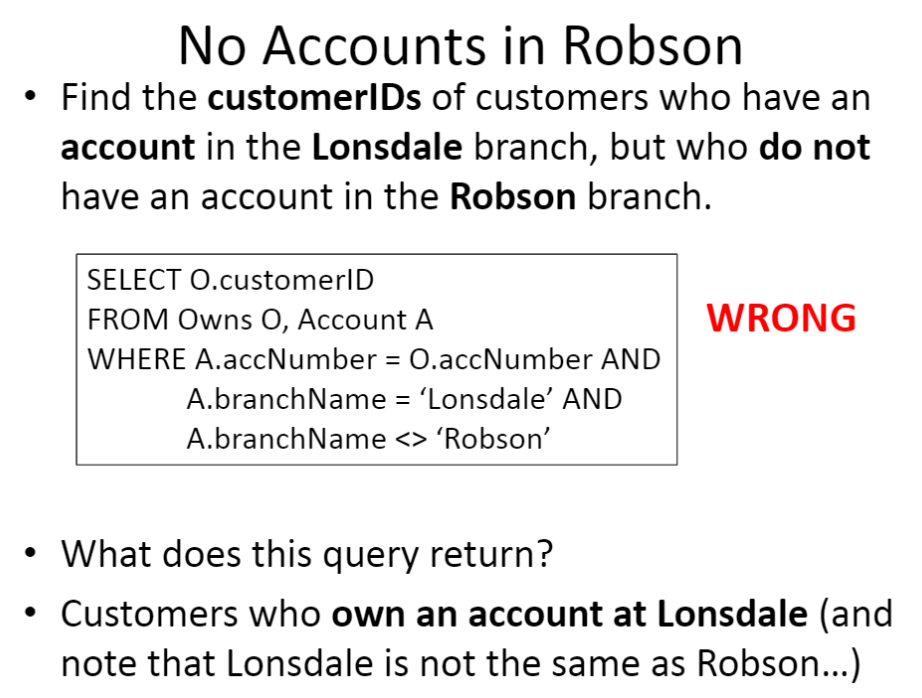 No Accounts in Robson
• Find the customerIDs of customers who have an
account in the Lonsdale branch, but who do not
have an account in the Robson branch.
SELECT O.customerID
FROM Owns O, Account A
WHERE A.accNumber = O.accNumber AND
A.branchName = ‘Lonsdale’ AND
A.branchName <> ‘Robson’
WRONG
• What does this query return?
• Customers who own an account at Lonsdale (and
note that Lonsdale is not the same as Robson…)